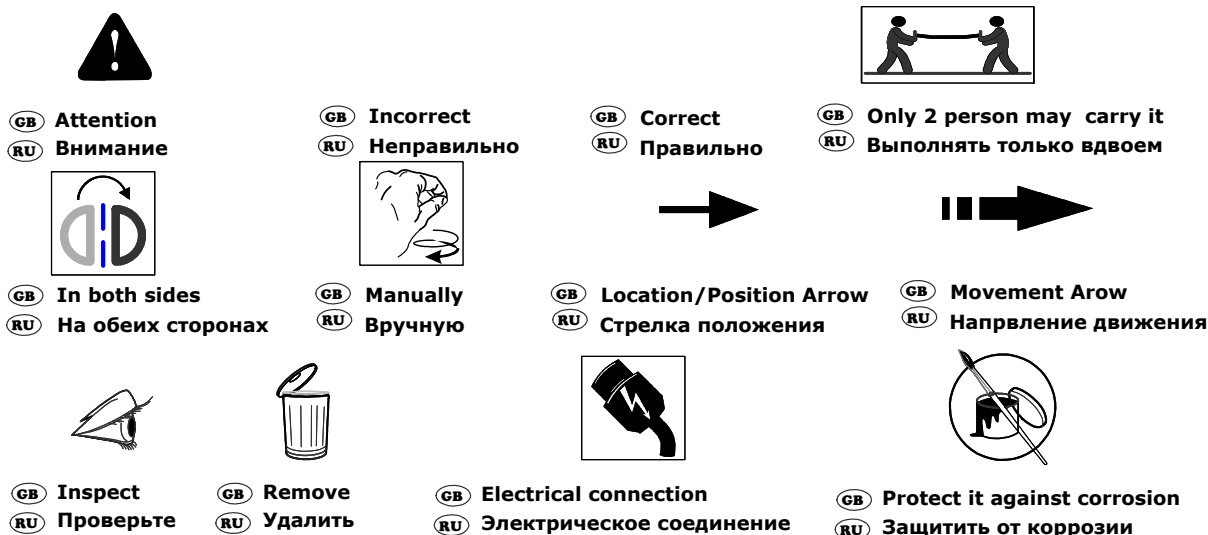 GB Attention
RU Внимание
GB Incorrect
RU Неправильно
GB Correct
RU Правильно
GB Only 2 person may carry it
RU Выполнять только вдвоем
GB In both sides
RU На обеих сторонах
GB Manually
RU Вручную
GB Location/Position Arrow
RU Стрелка положения
GB Movement Arow
RU Напрвление движения
GB Inspect
RU Проверьте
GB Remove
RU Удалить
GB Electrical connection
RU Электрическое соединение
GB Protect it against corrosion
RU Защитить от коррозии